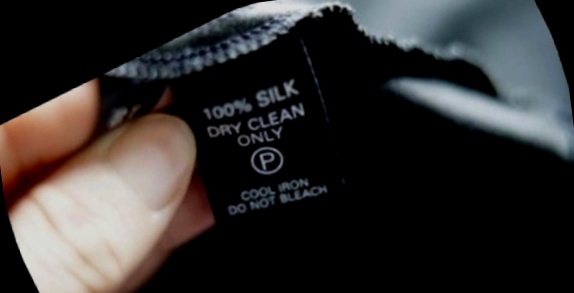 100% SILK
DRY CLEAN
ONLY
P
COOL IRON
DO NOT BLEACH